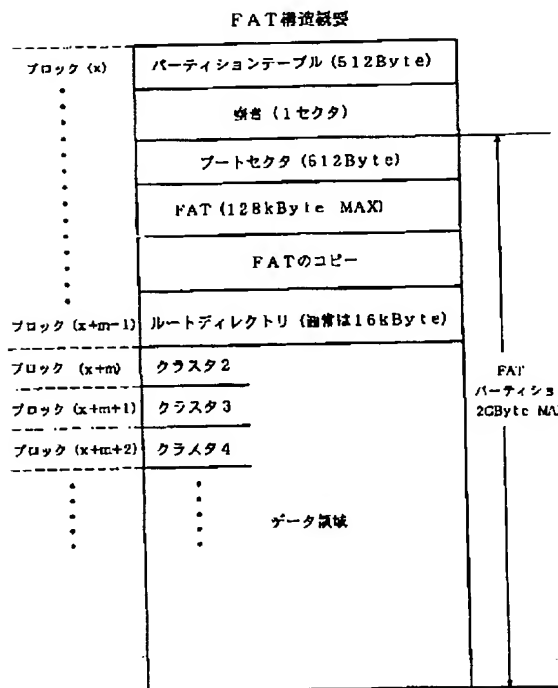 FAT構造概要
ブロック (x)
パーティションテーブル (512Byte)
空き (1セクタ)
ブートセクタ (512Byte)
FAT (128kByte MAX)
FATのコピー
ブロック (x+m-1)
ルートディレクトリ (通常は16kByte)
ブロック (x+m)
クラスタ2
ブロック (x+m+1)
クラスタ3
ブロック (x+m+2)
クラスタ4
データ領域
FAT
パーティショ
2GByte MAX